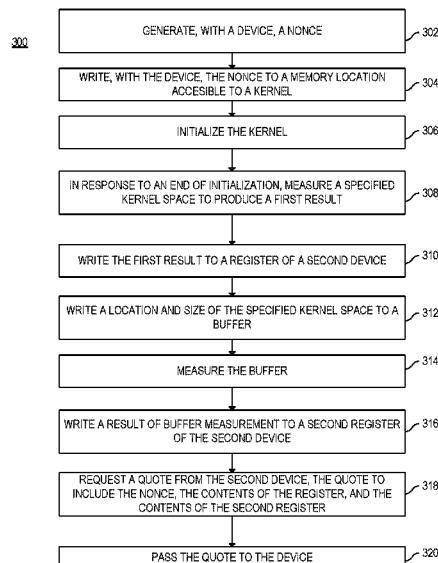 300
GENERATE, WITH A DEVICE, A NONCE
302
WRITE, WITH THE DEVICE, THE NONCE TO A MEMORY LOCATION
ACCESIBLE TO A KERNEL
304
INITIALIZE THE KERNEL
306
IN RESPONSE TO AN END OF INITIALIZATION, MEASURE A SPECIFIED
KERNEL SPACE TO PRODUCE A FIRST RESULT
308
WRITE THE FIRST RESULT TO A REGISTER OF A SECOND DEVICE
310
WRITE A LOCATION AND SIZE OF THE SPECIFIED KERNEL SPACE TO A
BUFFER
312
MEASURE THE BUFFER
314
WRITE A RESULT OF BUFFER MEASUREMENT TO A SECOND REGISTER
OF THE SECOND DEVICE
316
REQUEST A QUOTE FROM THE SECOND DEVICE, THE QUOTE TO
INCLUDE THE NONCE, THE CONTENTS OF THE REGISTER, AND THE
CONTENTS OF THE SECOND REGISTER
318
PASS THE QUOTE TO THE DEVICE
320